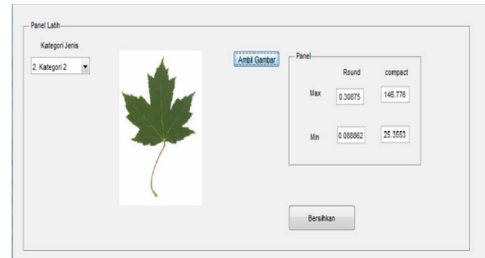 Panel Latih
Kategori Jenis
2. Kategori 2
Ambil Gambar
Panel
Round compact
Max 0.30875 146.776
Min 0.088862 25.3553
Bersihkan